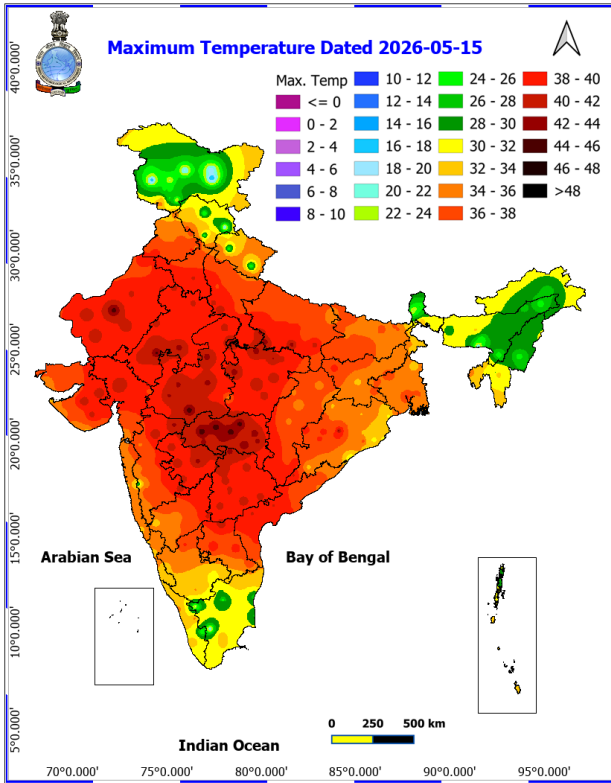 Maximum Temperature Dated 2026-05-15
Max. Temp
<= 0
0 - 2
2 - 4
4 - 6
6 - 8
8 - 10
10 - 12
12 - 14
14 - 16
16 - 18
18 - 20
20 - 22
22 - 24
24 - 26
26 - 28
28 - 30
30 - 32
32 - 34
34 - 36
36 - 38
38 - 40
40 - 42
42 - 44
44 - 46
46 - 48
>48
40°0.000'
35°0.000'
30°0.000'
25°0.000'
20°0.000'
15°0.000'
10°0.000'
5°0.000'
Arabian Sea
Bay of Bengal
0 250 500 km
Indian Ocean
70°0.000' 75°0.000' 80°0.000' 85°0.000' 90°0.000' 95°0.000'